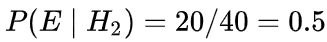 P(E | H₂) = 20/40 = 0.5